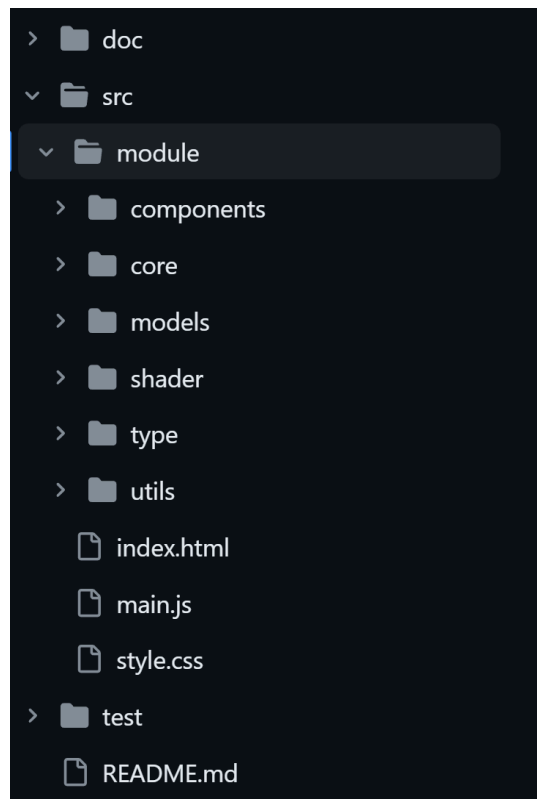 doc
src
module
components
core
models
shader
type
utils
index.html
main.js
style.css
test
README.md